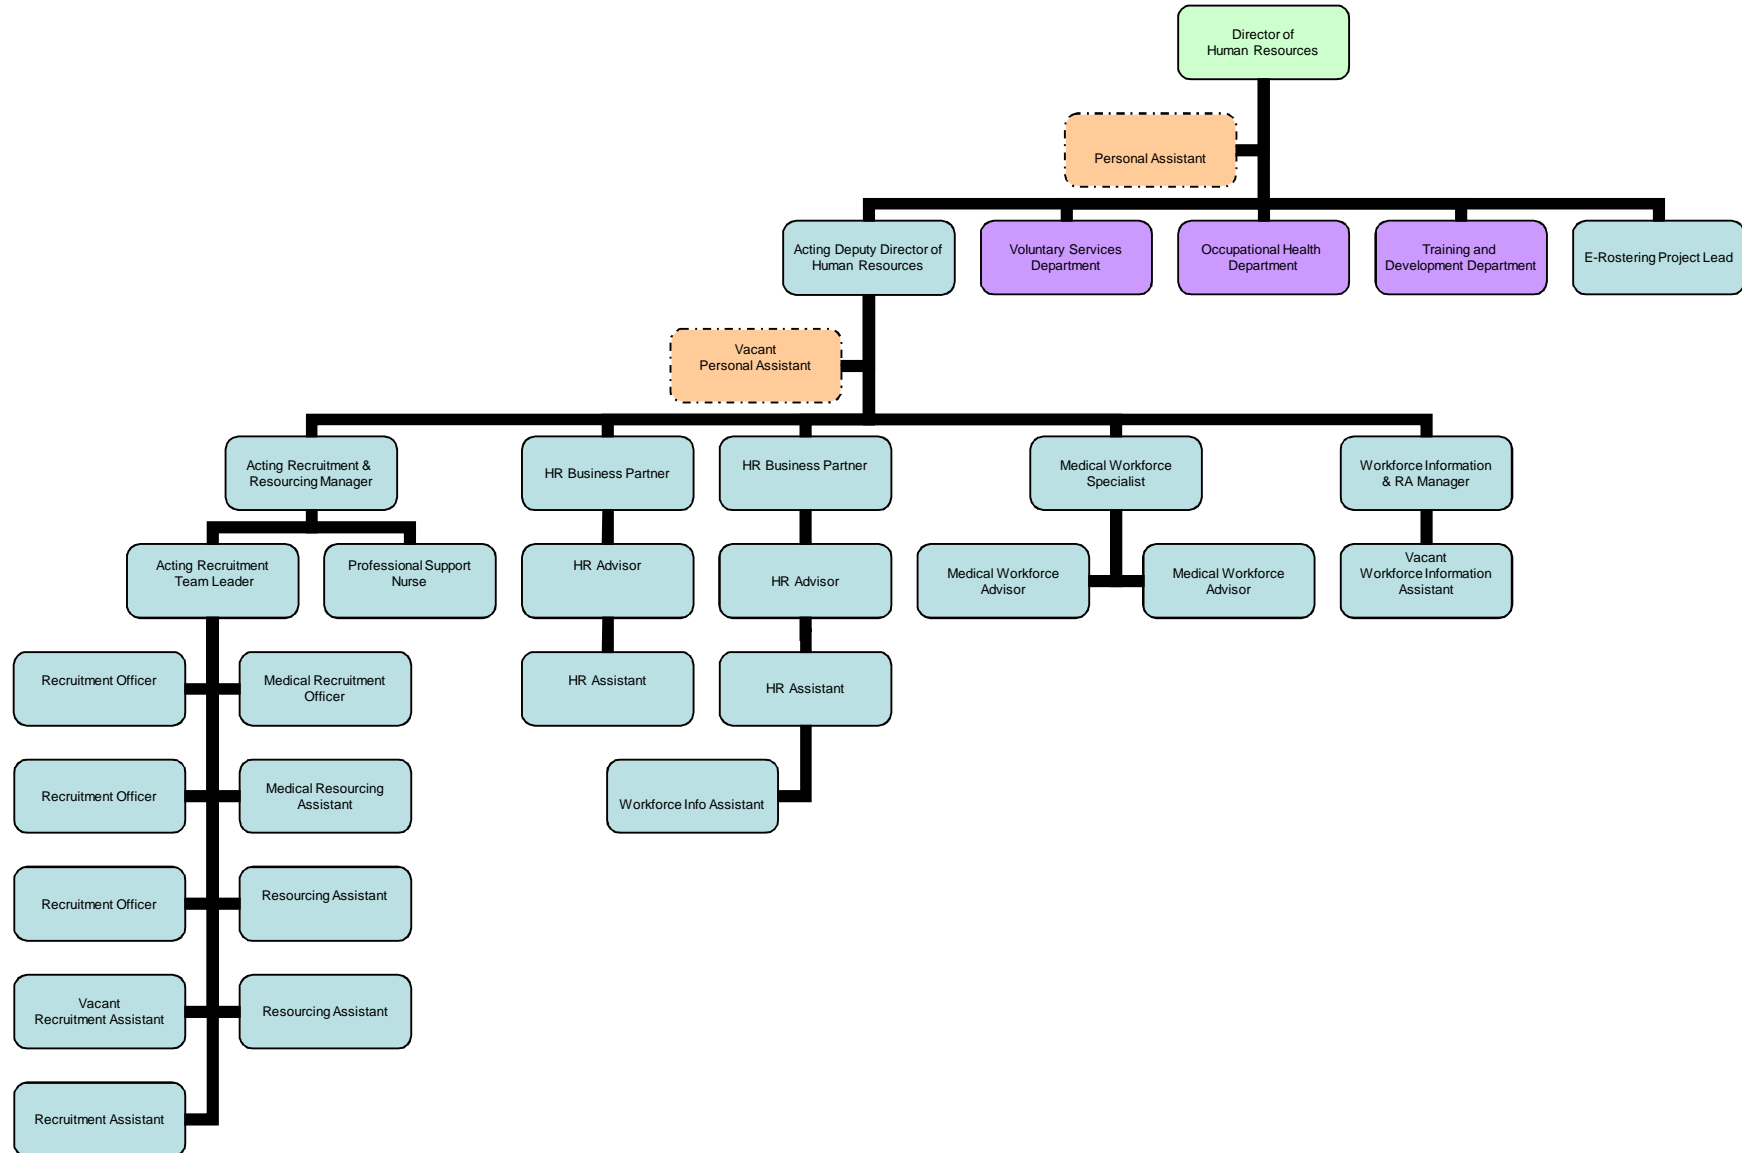 Director of
Human Resources
Personal Assistant
Acting Deputy Director of
Human Resources
Voluntary Services
Department
Occupational Health
Department
Training and
Development Department
E-Rostering Project Lead
Vacant
Personal Assistant
Acting Recruitment &
Resourcing Manager
HR Business Partner
HR Business Partner
Medical Workforce
Specialist
Workforce Information
& RA Manager
Acting Recruitment
Team Leader
Professional Support
Nurse
HR Advisor
HR Advisor
Medical Workforce
Advisor
Medical Workforce
Advisor
Vacant
Workforce Information
Assistant
Recruitment Officer
Medical Recruitment
Officer
HR Assistant
HR Assistant
Recruitment Officer
Medical Resourcing
Assistant
Workforce Info Assistant
Recruitment Officer
Resourcing Assistant
Vacant
Recruitment Assistant
Resourcing Assistant
Recruitment Assistant